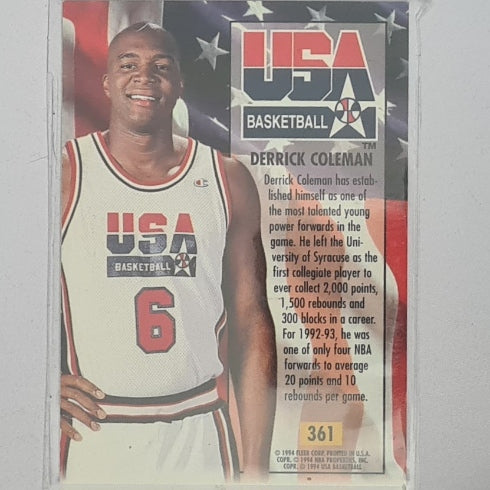 USA
BASKETBALL
TM
DERRICK COLEMAN
Derrick Coleman has estab-
lished himself as one of
the most talented young
power forwards in the
game. He left the Uni-
versity of Syracuse as the
first collegiate player to
ever collect 2,000 points,
1,500 rebounds and
300 blocks in a career.
For 1992-93, he was
one of only four NBA
forwards to average
20 points and 10
rebounds per game.
361
© 1994 FLEER CORP. PRINTED IN U.S.A.
COPR. © 1994 NBA PROPERTIES, INC.
COPR. © 1994 USA BASKETBALL
USA
BASKETBALL
6